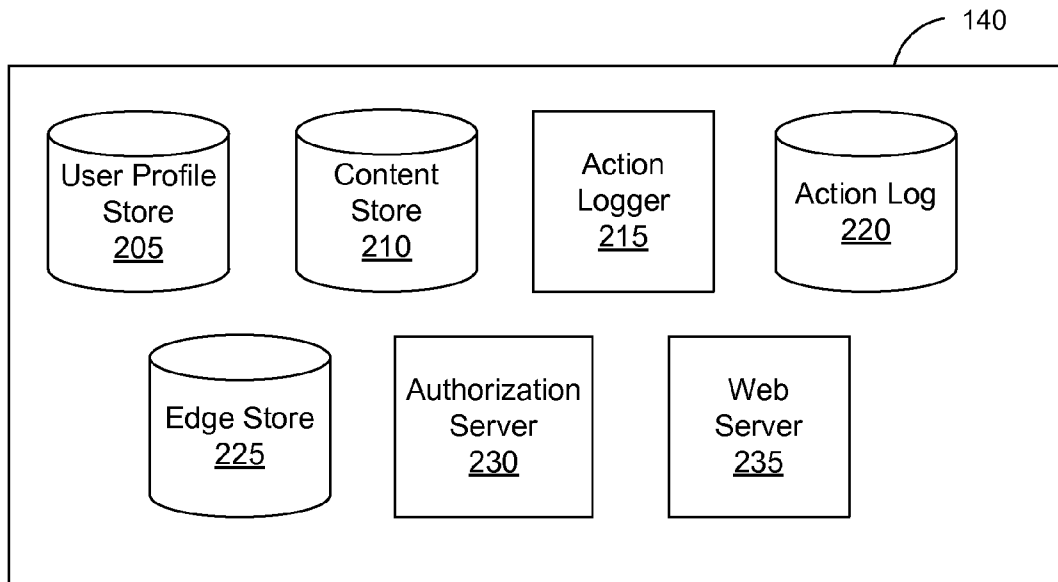 140
User Profile
Store
205
Content
Store
210
Action
Logger
215
Action Log
220
Edge Store
225
Authorization
Server
230
Web
Server
235